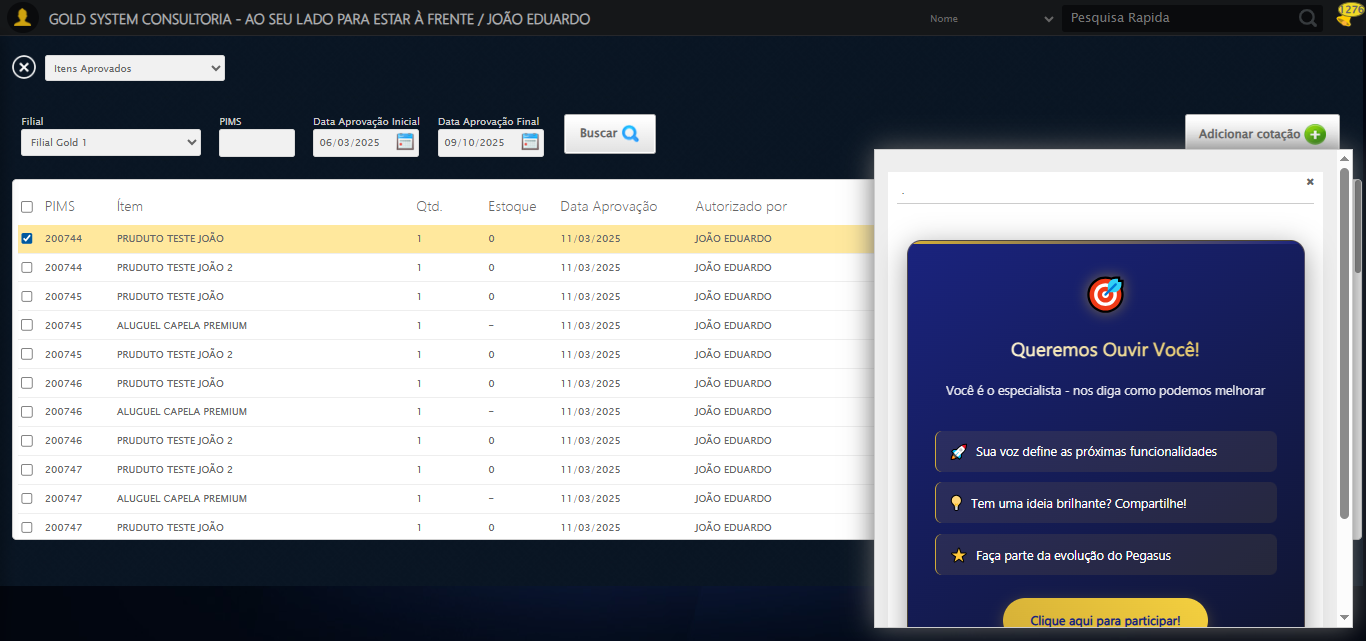 GOLD SYSTEM CONSULTORIA - AO SEU LADO PARA ESTAR À FRENTE / JOÃO EDUARDO
Nome
Pesquisa Rapida
1276
Itens Aprovados
Filial
PIMS
Data Aprovação Inicial
Data Aprovação Final
Filial Gold 1
06/03/2025
09/10/2025
Buscar
Adicionar cotação
PIMS Ítem Qtd. Estoque Data Aprovação Autorizado por
200744 PRUDUTO TESTE JOÃO 1 0 11/03/2025 JOÃO EDUARDO
200744 PRUDUTO TESTE JOÃO 2 1 0 11/03/2025 JOÃO EDUARDO
200745 PRUDUTO TESTE JOÃO 1 0 11/03/2025 JOÃO EDUARDO
200745 ALUGUEL CAPELA PREMIUM 1 - 11/03/2025 JOÃO EDUARDO
200745 PRUDUTO TESTE JOÃO 2 1 0 11/03/2025 JOÃO EDUARDO
200746 PRUDUTO TESTE JOÃO 1 0 11/03/2025 JOÃO EDUARDO
200746 ALUGUEL CAPELA PREMIUM 1 - 11/03/2025 JOÃO EDUARDO
200746 PRUDUTO TESTE JOÃO 2 1 0 11/03/2025 JOÃO EDUARDO
200747 PRUDUTO TESTE JOÃO 2 1 0 11/03/2025 JOÃO EDUARDO
200747 ALUGUEL CAPELA PREMIUM 1 - 11/03/2025 JOÃO EDUARDO
200747 PRUDUTO TESTE JOÃO 1 0 11/03/2025 JOÃO EDUARDO
.
Queremos Ouvir Você!
Você é o especialista - nos diga como podemos melhorar
Sua voz define as próximas funcionalidades
Tem uma ideia brilhante? Compartilhe!
Faça parte da evolução do Pegasus
Clique aqui para participar!